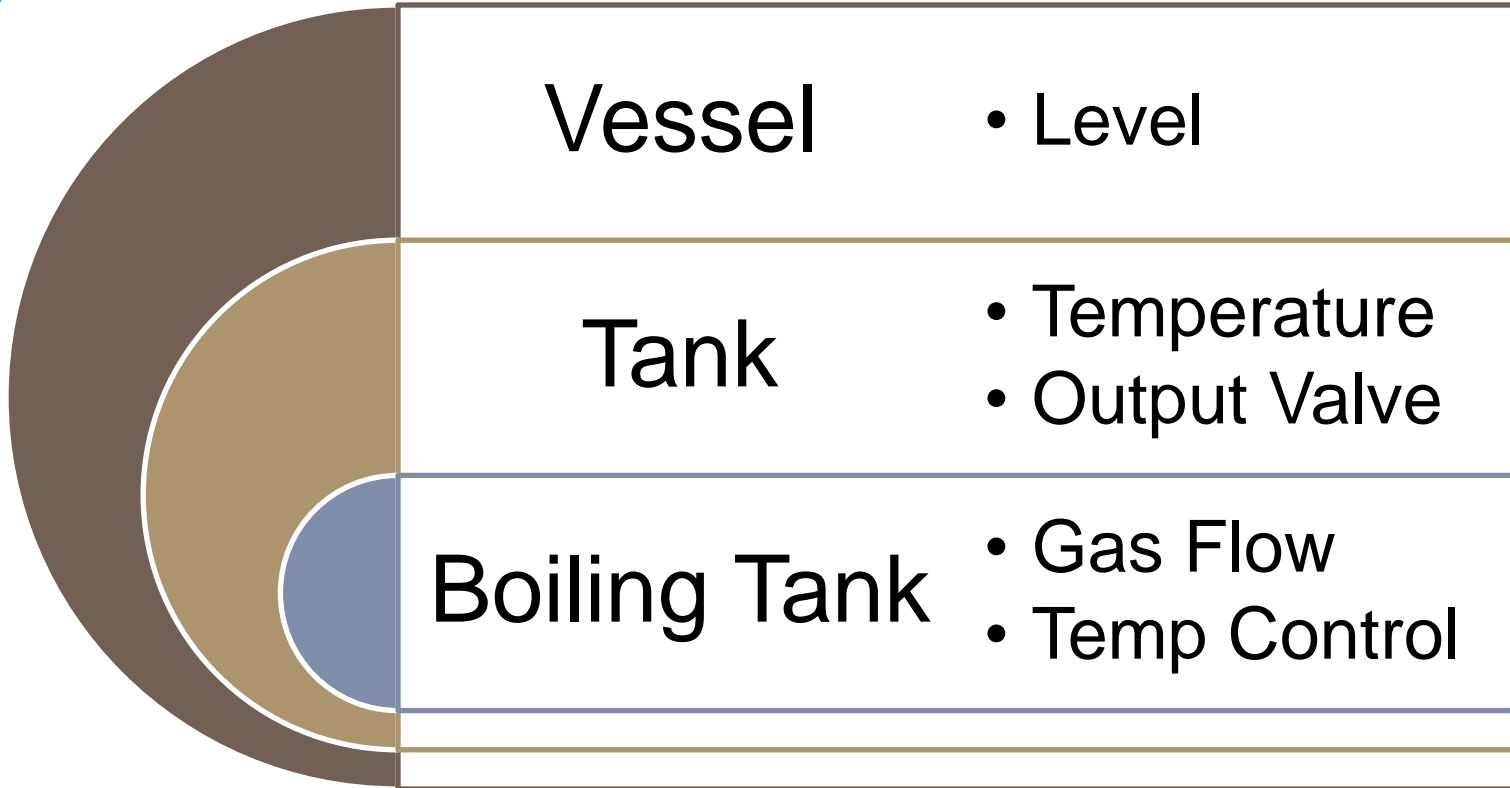 Vessel
• Level
Tank
• Temperature
• Output Valve
Boiling Tank
• Gas Flow
• Temp Control